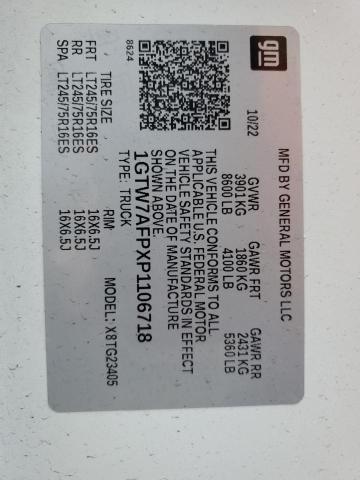 gm
MFD BY GENERAL MOTORS LLC
10/22 GVWR GAWR FRT GAWR RR
3901 KG 1860 KG 2431 KG
8600 LB 4100 LB 5360 LB
THIS VEHICLE CONFORMS TO ALL
APPLICABLE U.S. FEDERAL MOTOR
VEHICLE SAFETY STANDARDS IN EFFECT
ON THE DATE OF MANUFACTURE
SHOWN ABOVE.
1GTW7AFPXP1106718
TYPE: TRUCK MODEL: X8TG23405
8624
TIRE SIZE RIM
FRT LT245/75R16ES 16X6.5J
RR LT245/75R16ES 16X6.5J
SPA LT245/75R16ES 16X6.5J